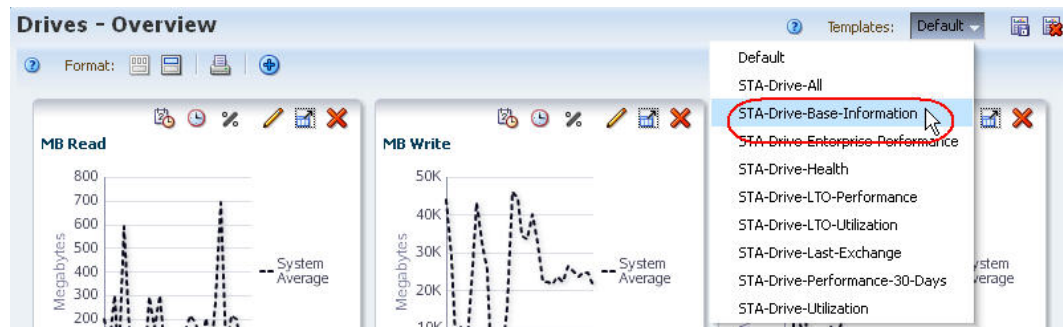 Drives - Overview
Templates: Default
Format:
Default
STA-Drive-All
STA-Drive-Base-Information
STA-Drive-Enterprise-Performance
STA-Drive-Health
STA-Drive-LTO-Performance
STA-Drive-LTO-Utilization
STA-Drive-Last-Exchange
STA-Drive-Performance-30-Days
STA-Drive-Utilization
MB Read
800
700
600
500
400
300
200
Megabytes
System
Average
MB Write
50K
40K
30K
20K
10K
Megabytes
System
Average
ystem
verage